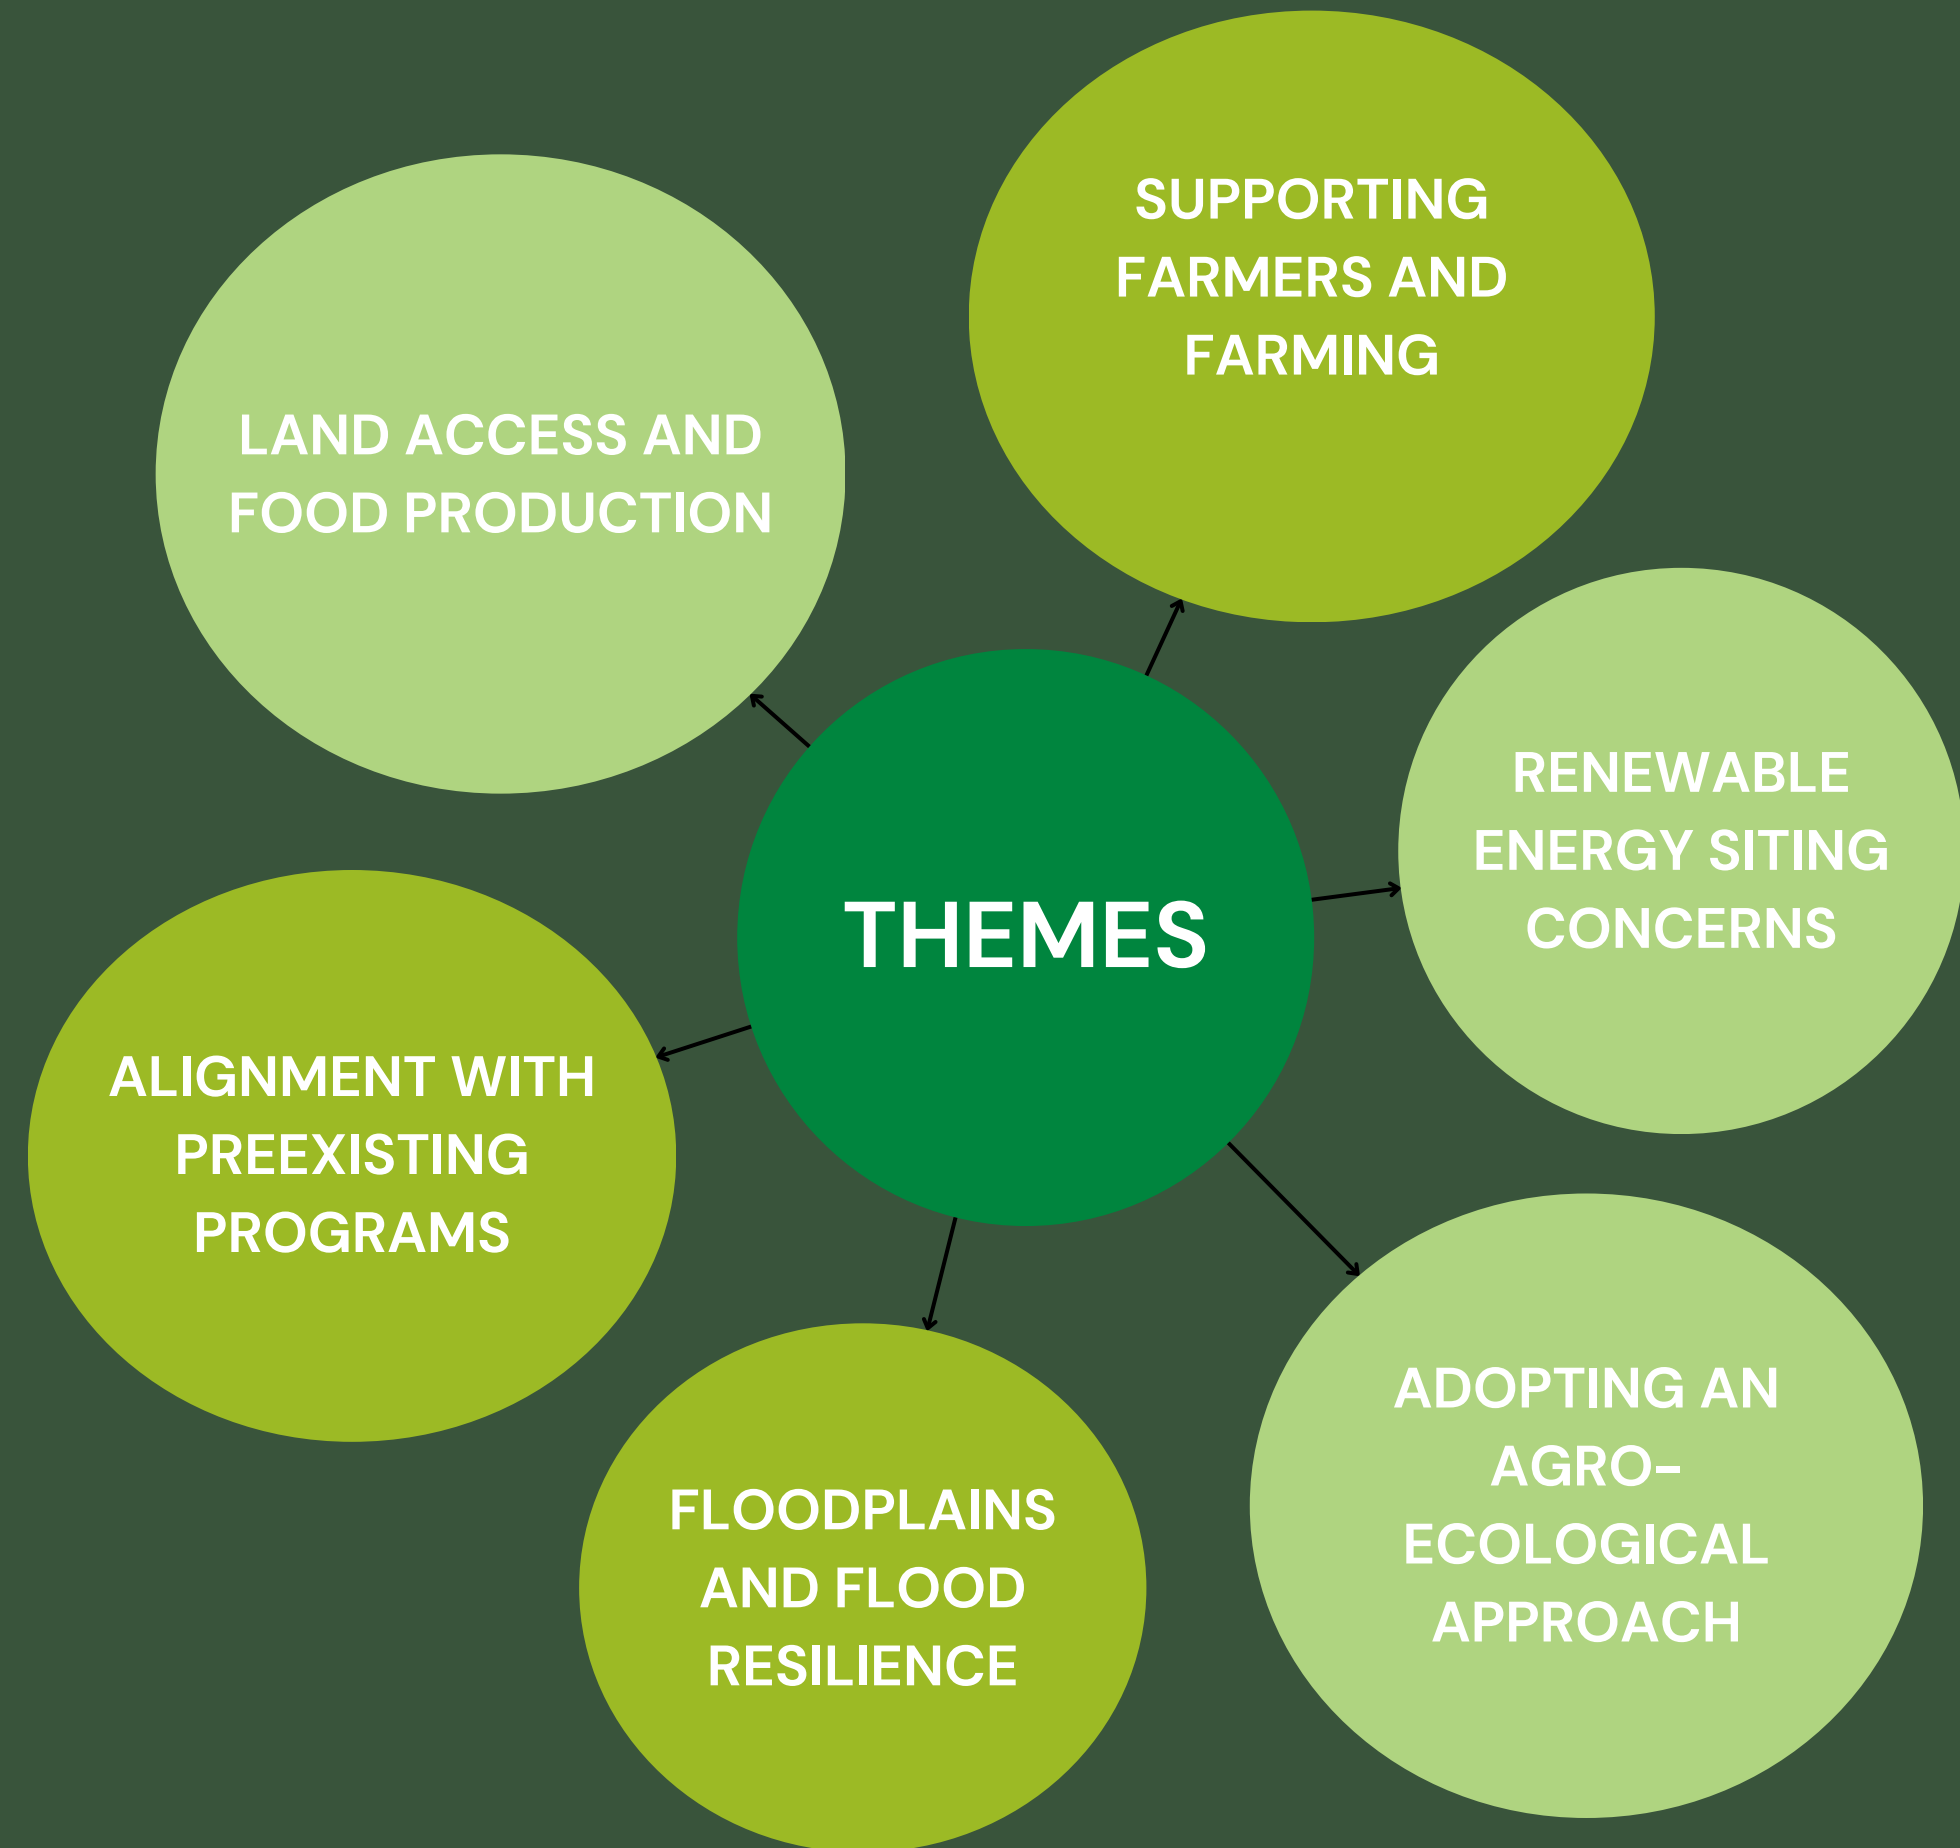 SUPPORTING
FARMERS AND
FARMING
LAND ACCESS AND
FOOD PRODUCTION
RENEWABLE
ENERGY SITING
CONCERNS
THEMES
ALIGNMENT WITH
PREEXISTING
PROGRAMS
ADOPTING AN
AGRO-
ECOLOGICAL
APPROACH
FLOODPLAINS
AND FLOOD
RESILIENCE